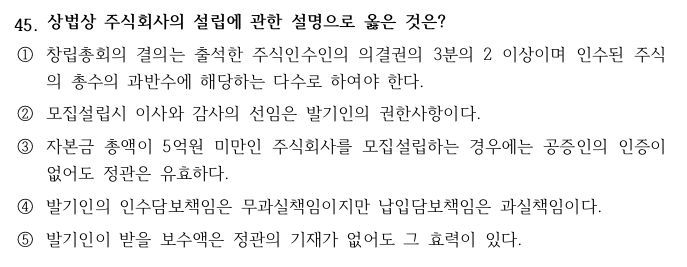 45. 상법상 주식회사의 설립에 관한 설명으로 옳은 것은?
① 창립총회의 결의는 출석한 주식인수인의 의결권의 3분의 2 이상이며 인수된 주식
의 총수의 과반수에 해당하는 다수로 하여야 한다.
② 모집설립시 이사와 감사의 선임은 발기인의 권한사항이다.
③ 자본금 총액이 5억원 미만인 주식회사를 모집설립하는 경우에는 공증인의 인증이
없어도 정관은 유효하다.
④ 발기인의 인수담보책임은 무과실책임이지만 납입담보책임은 과실책임이다.
⑤ 발기인이 받을 보수액은 정관의 기재가 없어도 그 효력이 있다.